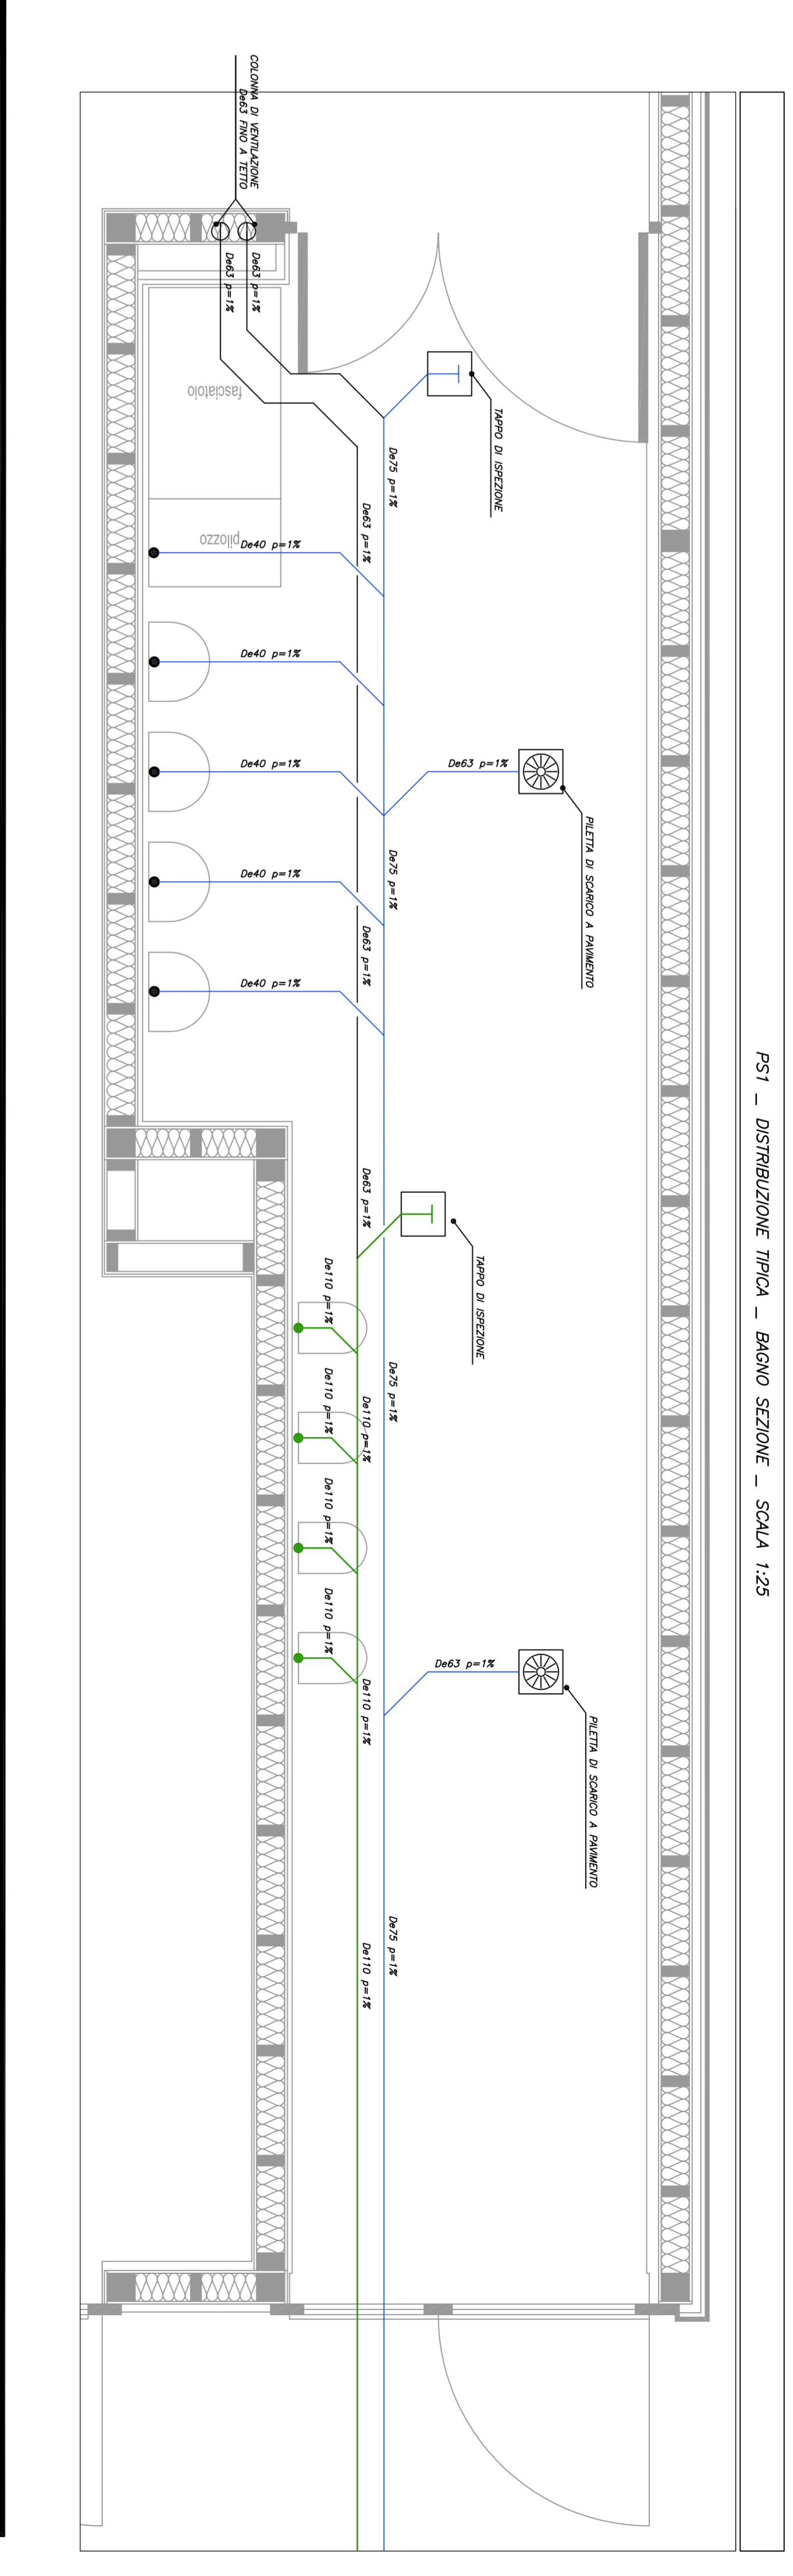 PS1 – DISTRIBUZIONE TIPICA – BAGNO SEZIONE – SCALA 1:25
COLONNA DI VENTILAZIONE
De63 FINO A TETTO
De63 p=1%
De63 p=1%
fasciatoio
TAPPO DI ISPEZIONE
De75 p=1%
De63 p=1%
pilozzo
De40 p=1%
De40 p=1%
De40 p=1%
De63 p=1%
PILETTA DI SCARICO A PAVIMENTO
De40 p=1%
De75 p=1%
De63 p=1%
De40 p=1%
De63 p=1%
TAPPO DI ISPEZIONE
De110 p=1%
De75 p=1%
De110 p=1%
De110 p=1%
De110 p=1%
De110 p=1%
De63 p=1%
PILETTA DI SCARICO A PAVIMENTO
De110 p=1%
De75 p=1%
De110 p=1%